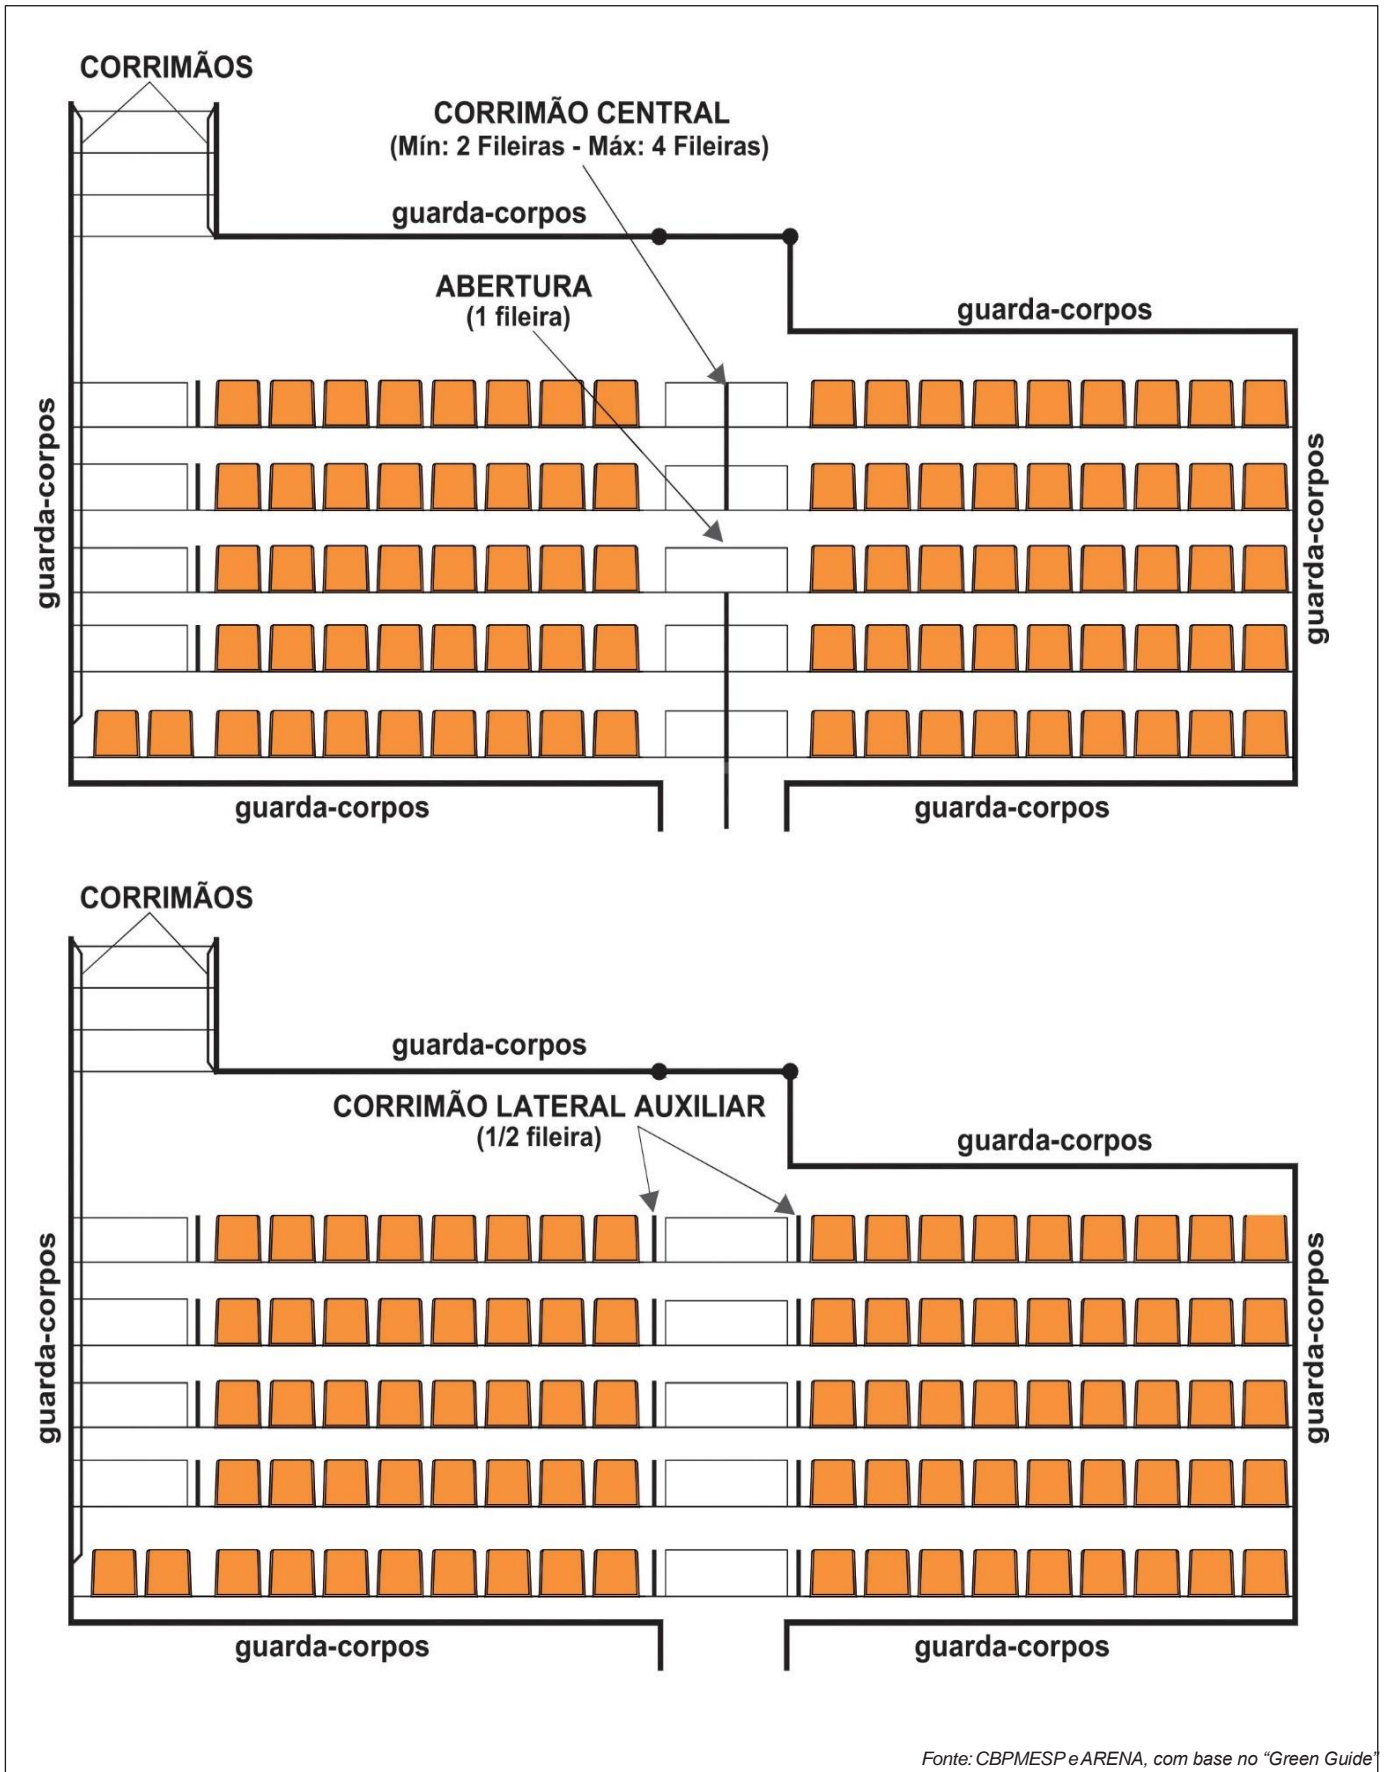 CORRIMÃOS
CORRIMÃO CENTRAL
(Mín: 2 Fileiras - Máx: 4 Fileiras)
guarda-corpos
ABERTURA
(1 fileira)
guarda-corpos
guarda-corpos
guarda-corpos
guarda-corpos
guarda-corpos
CORRIMÃOS
guarda-corpos
CORRIMÃO LATERAL AUXILIAR
(1/2 fileira)
guarda-corpos
guarda-corpos
guarda-corpos
guarda-corpos
guarda-corpos
Fonte: CBPMESP e ARENA, com base no “Green Guide”